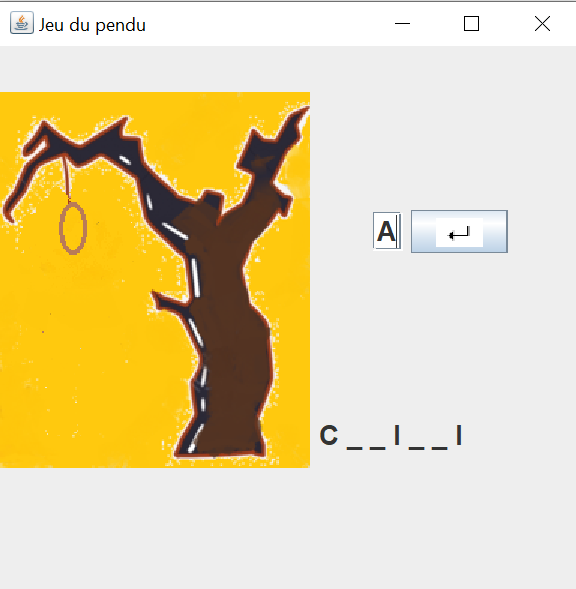 Jeu du pendu
A
C _ _ I _ _ I